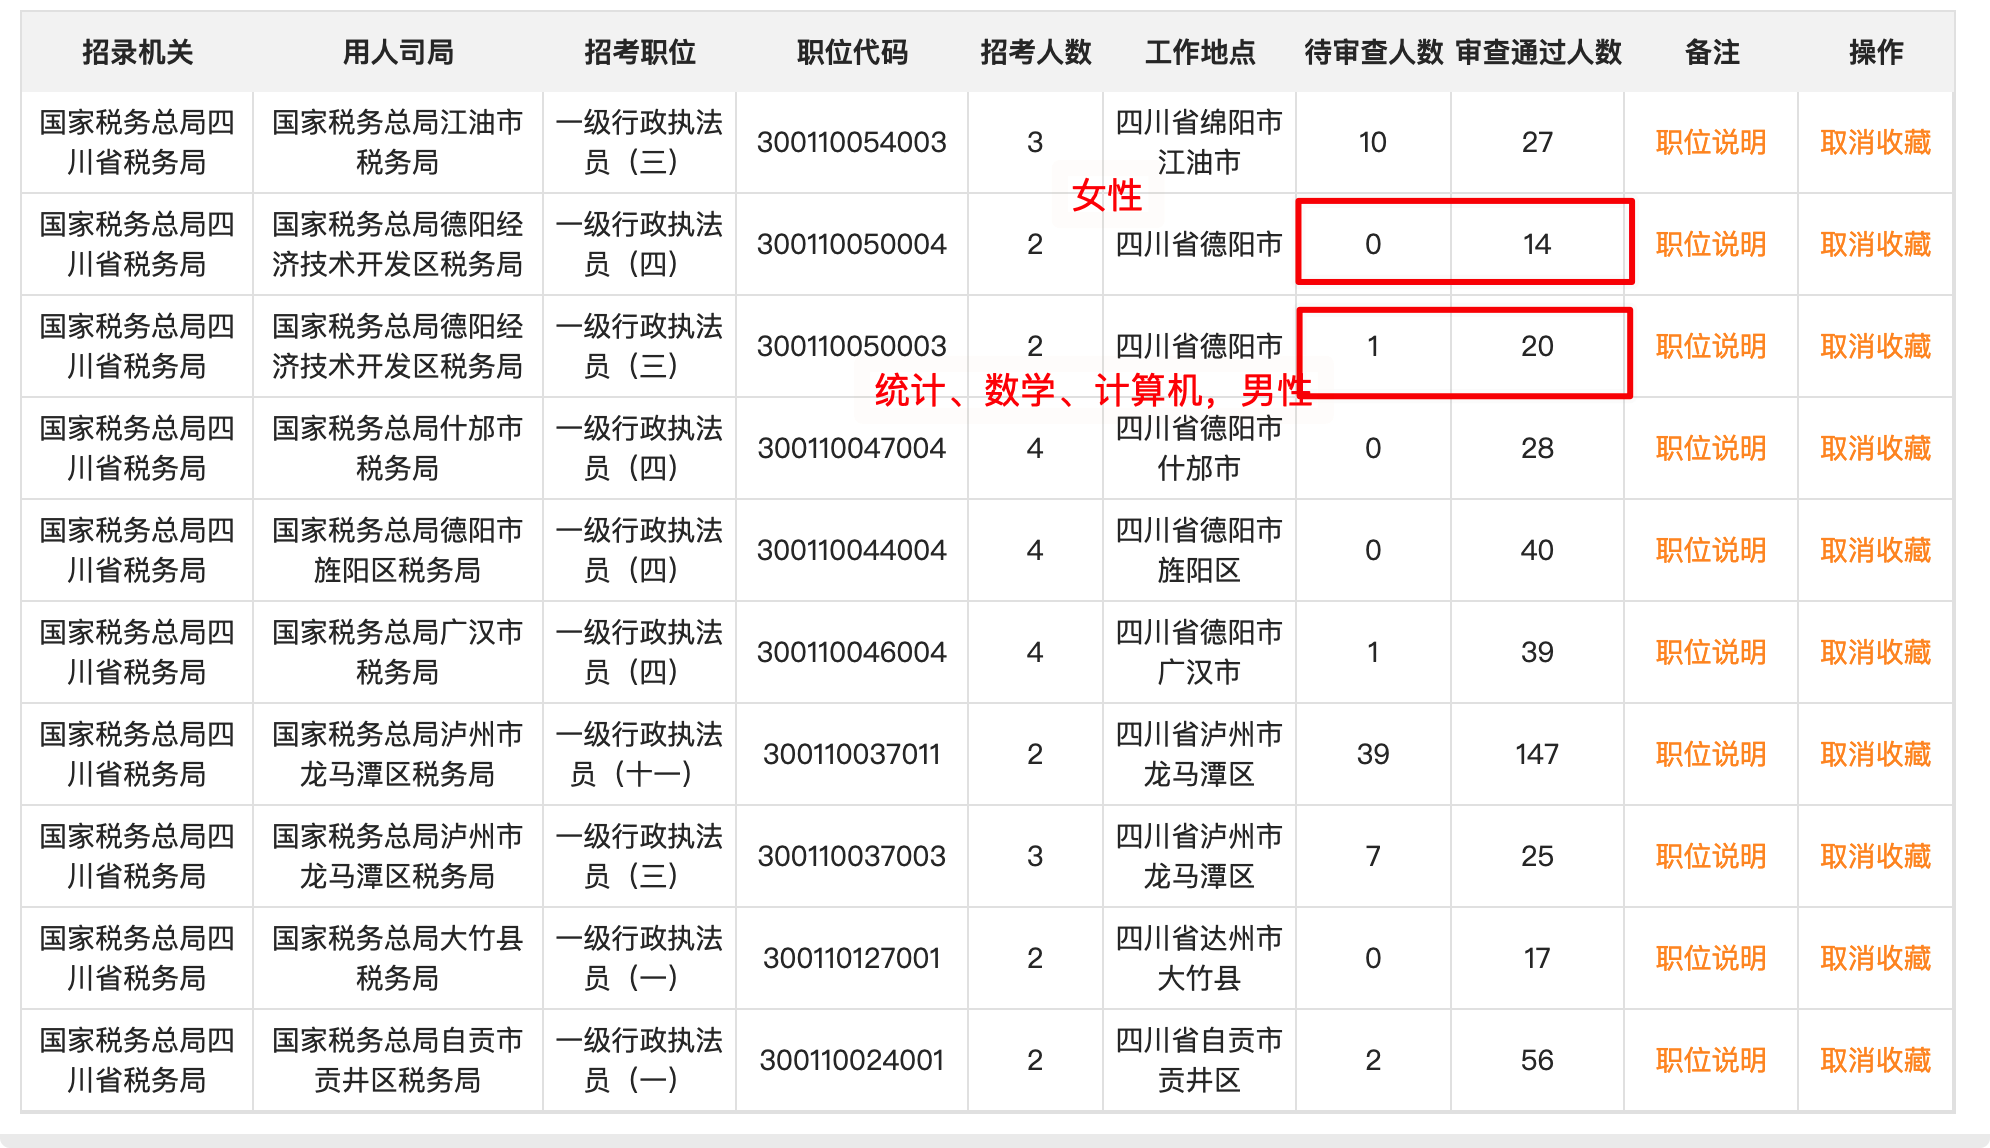 招录机关 用人司局 招考职位 职位代码 招考人数 工作地点 待审查人数 审查通过人数 备注 操作
国家税务总局四 国家税务总局江油市 一级行政执法 四川省绵阳市
300110054003 3 10 27 职位说明 取消收藏
川省税务局 税务局 员（三） 江油市
女性
国家税务总局四 国家税务总局德阳经 一级行政执法
300110050004 2 四川省德阳市 0 14 职位说明 取消收藏
川省税务局 济技术开发区税务局 员（四）
国家税务总局四 国家税务总局德阳经 一级行政执法
300110050003 2 四川省德阳市 1 20 职位说明 取消收藏
川省税务局 济技术开发区税务局 员（三）
统计、数学、计算机，男性
国家税务总局四 国家税务总局什邡市 一级行政执法 四川省德阳市
300110047004 4 0 28 职位说明 取消收藏
川省税务局 税务局 员（四） 什邡市
国家税务总局四 国家税务总局德阳市 一级行政执法 四川省德阳市
300110044004 4 0 40 职位说明 取消收藏
川省税务局 旌阳区税务局 员（四） 旌阳区
国家税务总局四 国家税务总局广汉市 一级行政执法 四川省德阳市
300110046004 4 1 39 职位说明 取消收藏
川省税务局 税务局 员（四） 广汉市
国家税务总局四 国家税务总局泸州市 一级行政执法 四川省泸州市
300110037011 2 39 147 职位说明 取消收藏
川省税务局 龙马潭区税务局 员（十一） 龙马潭区
国家税务总局四 国家税务总局泸州市 一级行政执法 四川省泸州市
300110037003 3 7 25 职位说明 取消收藏
川省税务局 龙马潭区税务局 员（三） 龙马潭区
国家税务总局四 国家税务总局大竹县 一级行政执法 四川省达州市
300110127001 2 0 17 职位说明 取消收藏
川省税务局 税务局 员（一） 大竹县
国家税务总局四 国家税务总局自贡市 一级行政执法 四川省自贡市
300110024001 2 2 56 职位说明 取消收藏
川省税务局 贡井区税务局 员（一） 贡井区